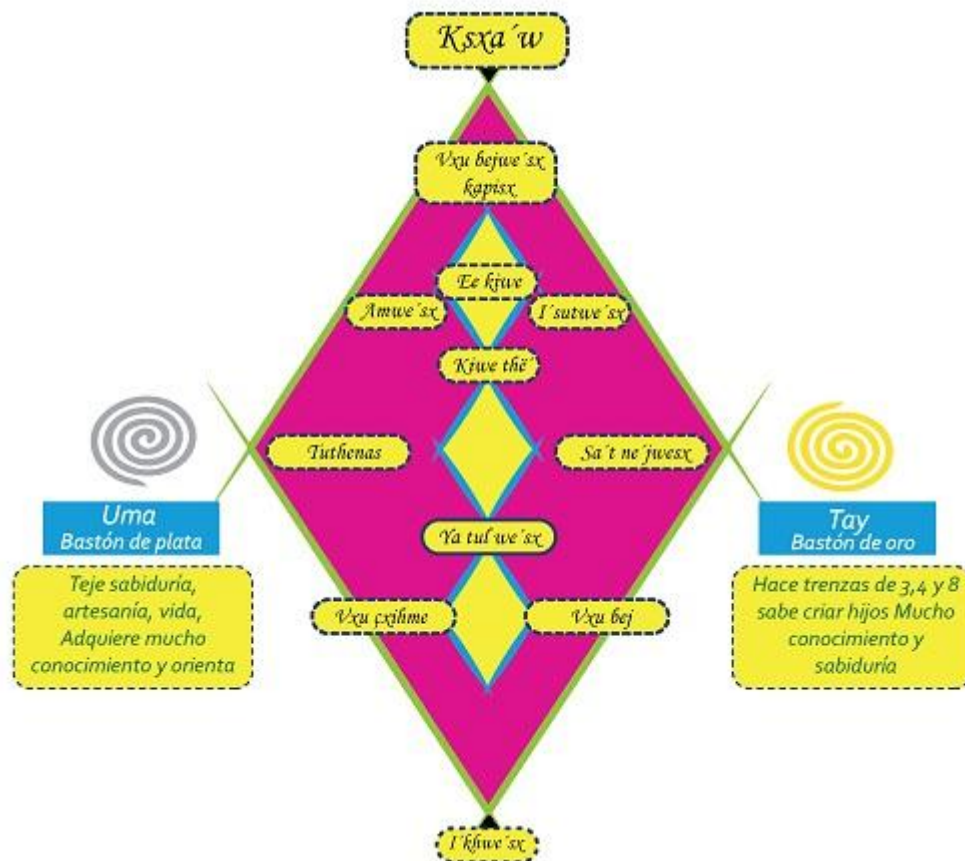 Ksxa´w
Vxu bejwe´sx
kapisx
Ee kiwe
Amwe´sx
I´sutwe´sx
Kiwe thë´
Tuthenas
Sa´t ne´jwesx
Uma
Bastón de plata
Tay
Bastón de oro
Ya tul we´sx
Teje sabiduría,
artesanía, vida,
Adquiere mucho
conocimiento y orienta
Hace trenzas de 3,4 y 8
sabe criar hijos Mucho
conocimiento y
sabiduría
Vxu çxihme
Vxu bej
I´khwe´sx